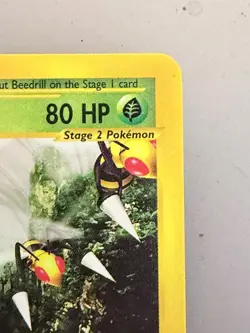 ut Beedrill on the Stage 1 card
80 HP
Stage 2 Pokémon